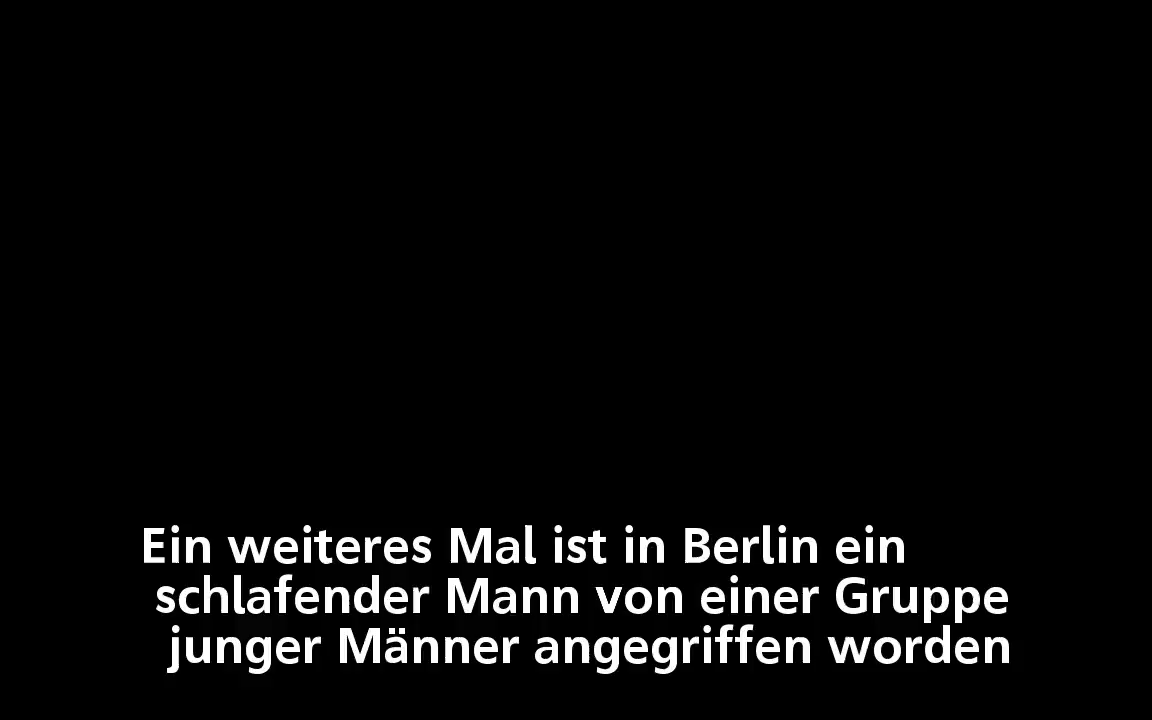 Ein weiteres Mal ist in Berlin ein
schlafender Mann von einer Gruppe
junger Männer angegriffen worden